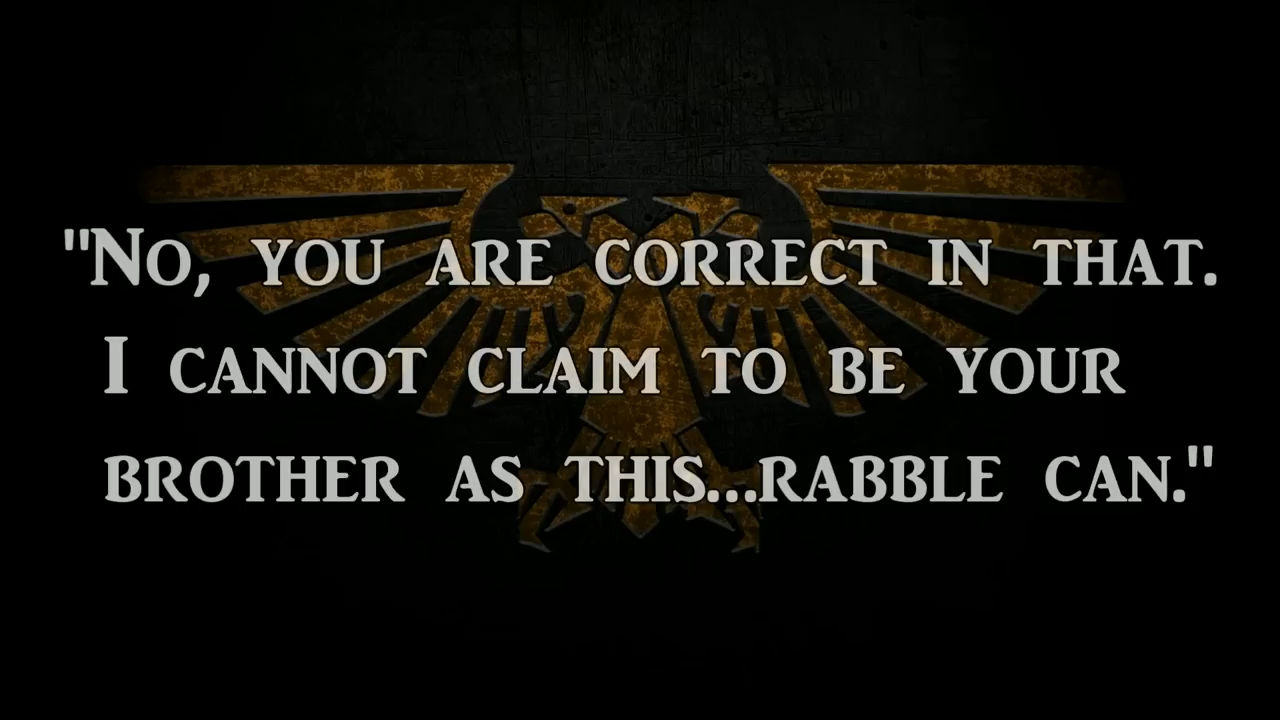 "No, you are correct in that.
I cannot claim to be your
brother as this...rabble can."